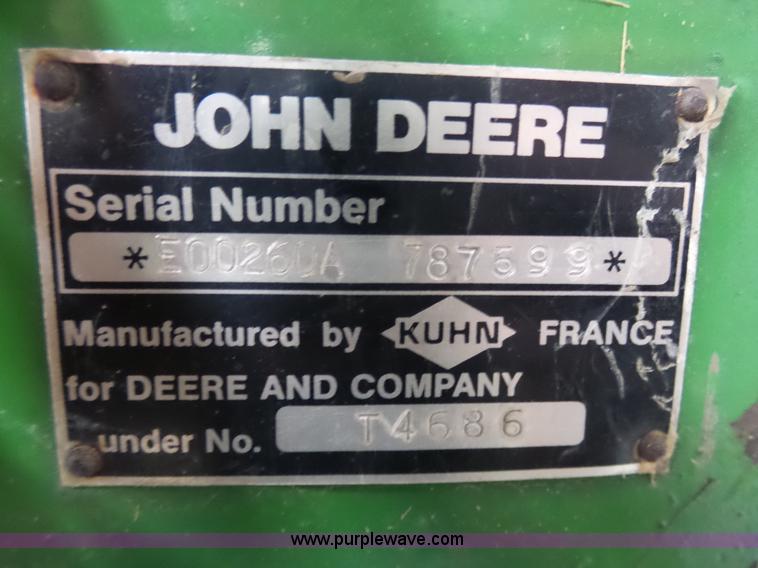 JOHN DEERE
Serial Number
*E00260A 787599*
Manufactured by KUHN FRANCE
for DEERE AND COMPANY
under No. T4686
www.purplewave.com